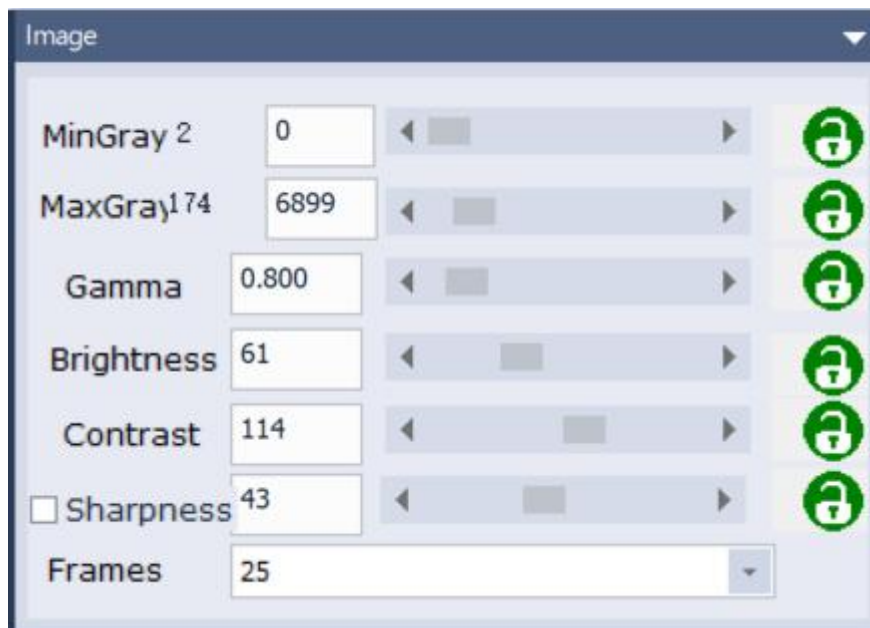 Image
MinGray 2 0
MaxGray174 6899
Gamma 0.800
Brightness 61
Contrast 114
Sharpness 43
Frames 25